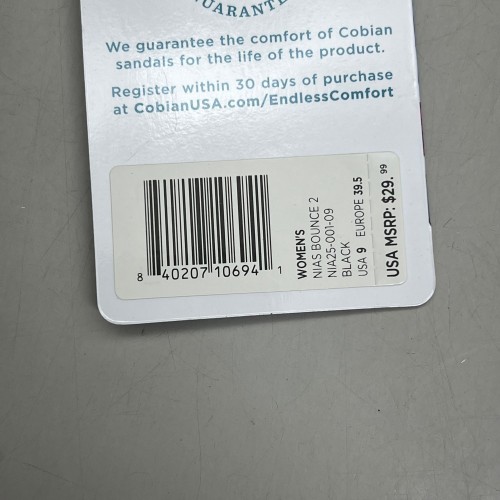 GUARANTEE
We guarantee the comfort of Cobian
sandals for the life of the product.
Register within 30 days of purchase
at CobianUSA.com/EndlessComfort
8 40207 10694 1
WOMEN'S
NIAS BOUNCE 2
NIA25-001-09
BLACK
USA 9 EUROPE 39.5
USA MSRP: $29.99